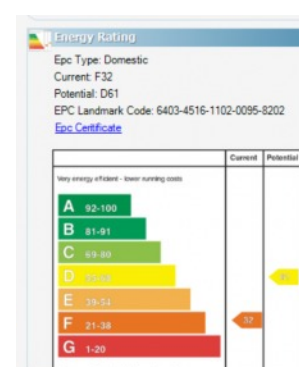 Energy Rating
Epc Type: Domestic
Current: F32
Potential: D61
EPC Landmark Code: 6403-4516-1102-0095-8202
Epc Certificate
Current Potential
Very energy efficient - lower running costs
A 92-100
B 81-91
C 69-80
D 55-68
E 39-54
F 21-38 32
G 1-20